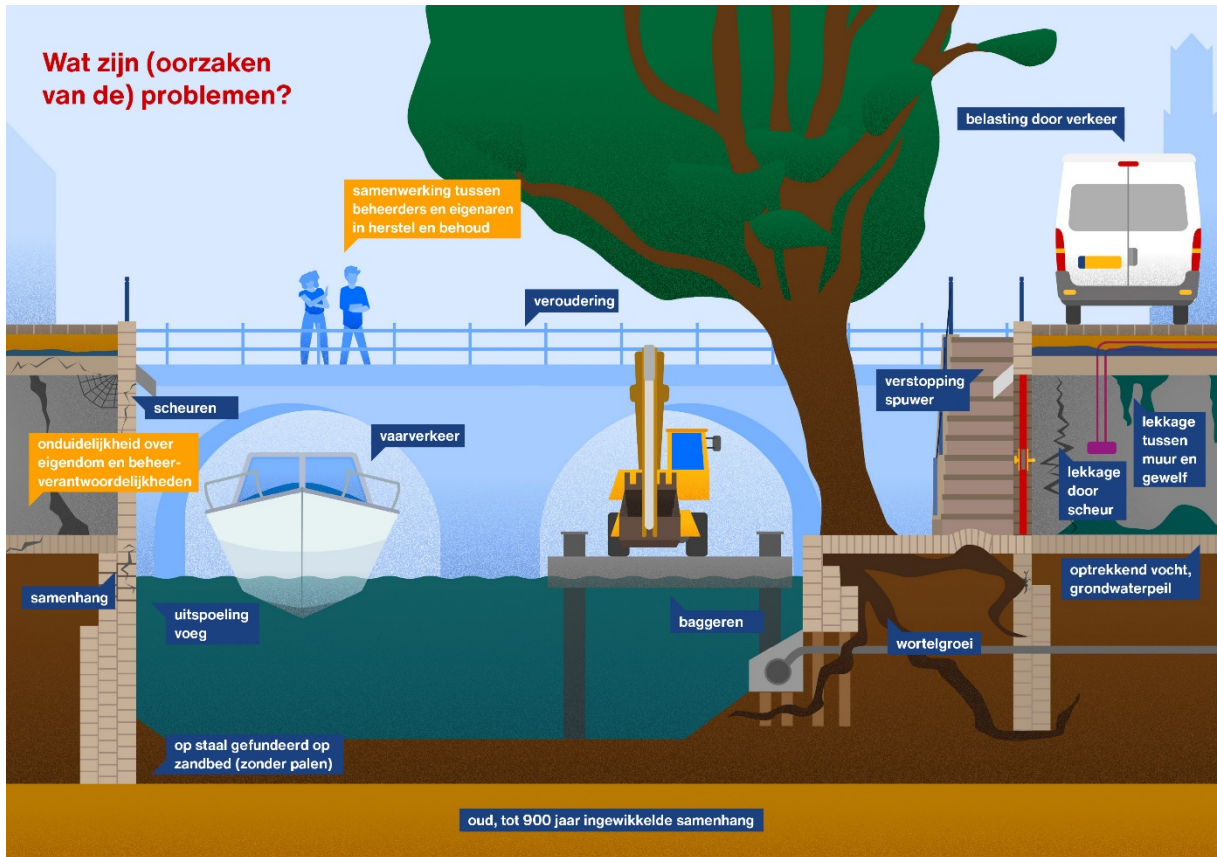 Wat zijn (oorzaken
van de) problemen?
belasting door verkeer
samenwerking tussen
beheerders en eigenaren
in herstel en behoud
veroudering
verstopping
spuwer
scheuren
vaarverkeer
onduidelijkheid over
eigendom en beheer-
verantwoordelijkheden
lekkage
tussen
muur en
gewelf
lekkage
door
scheur
samenhang
uitspoeling
voeg
baggeren
wortelgroei
optrekkend vocht,
grondwaterpeil
op staal gefundeerd op
zandbed (zonder palen)
oud, tot 900 jaar ingewikkelde samenhang